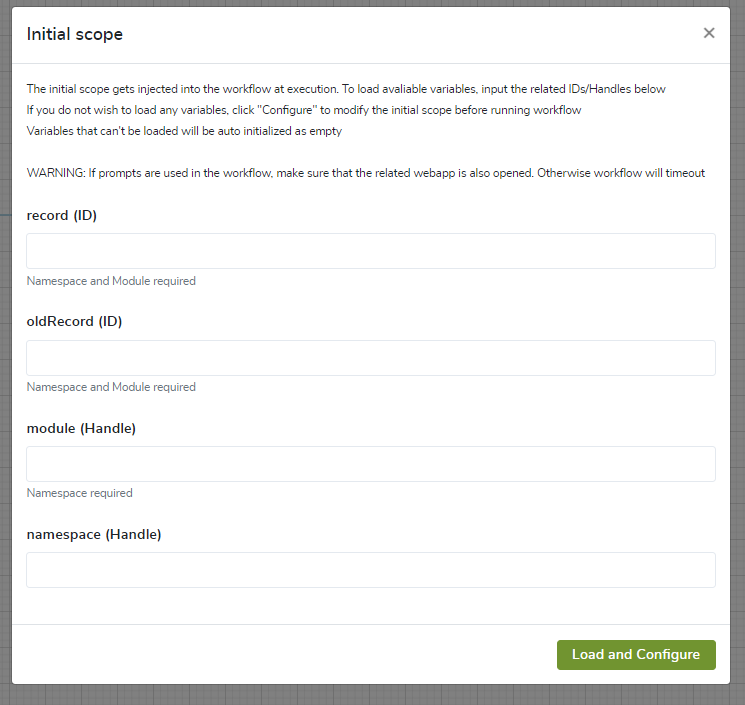 Initial scope
The initial scope gets injected into the workflow at execution. To load avaliable variables, input the related IDs/Handles below
If you do not wish to load any variables, click "Configure" to modify the initial scope before running workflow
Variables that can't be loaded will be auto initialized as empty
WARNING: If prompts are used in the workflow, make sure that the related webapp is also opened. Otherwise workflow will timeout
record (ID)
Namespace and Module required
oldRecord (ID)
Namespace and Module required
module (Handle)
Namespace required
namespace (Handle)
Load and Configure